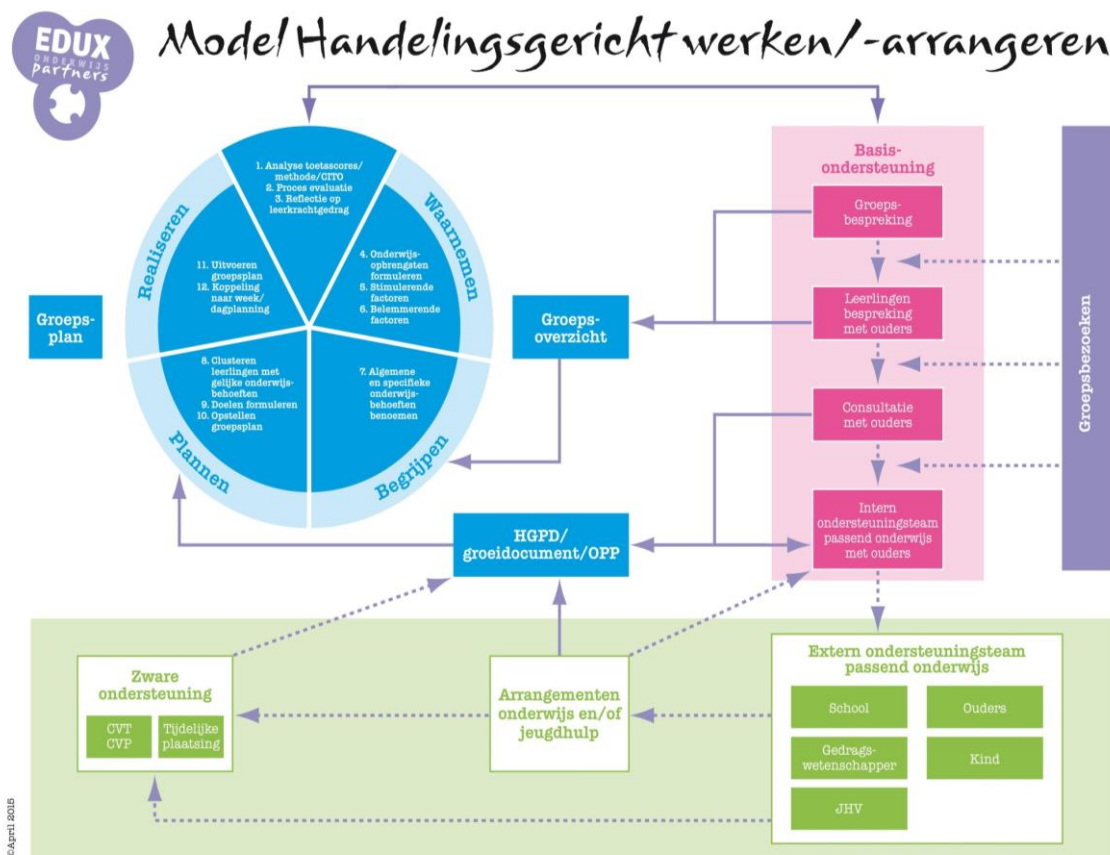 EDUX
ONDERWIJS
partners
Model Handelingsgericht werken/-arrangeren
1. Analyse toetsscores/
methode/CITO
2. Proces evaluatie
3. Reflectie op
leerkrachtgedrag
Realiseren
Waarnemen
11. Uitvoeren
groepsplan
12. Koppeling
naar week/
dagplanning
4. Onderwijs-
opbrengsten
formuleren
5. Stimulerende
factoren
6. Belemmerende
factoren
Groeps-
plan
8. Clusteren
leerlingen met
gelijke onderwijs-
behoeften
9. Doelen formuleren
10. Opstellen
groepsplan
7. Algemene
en specifieke
onderwijs-
behoeften
benoemen
Plannen
Begrijpen
Groeps-
overzicht
HGPD/
groeidocument/OPP
Basis-
ondersteuning
Groeps-
bespreking
Leerlingen
bespreking
met ouders
Consultatie
met ouders
Intern
ondersteuningsteam
passend onderwijs
met ouders
Groepsbezoeken
Zware
ondersteuning
CVT
CVP
Tijdelijke
plaatsing
Arrangementen
onderwijs en/of
jeugdhulp
Extern ondersteuningsteam
passend onderwijs
School
Ouders
Gedrags-
wetenschapper
Kind
JHV
©April 2015